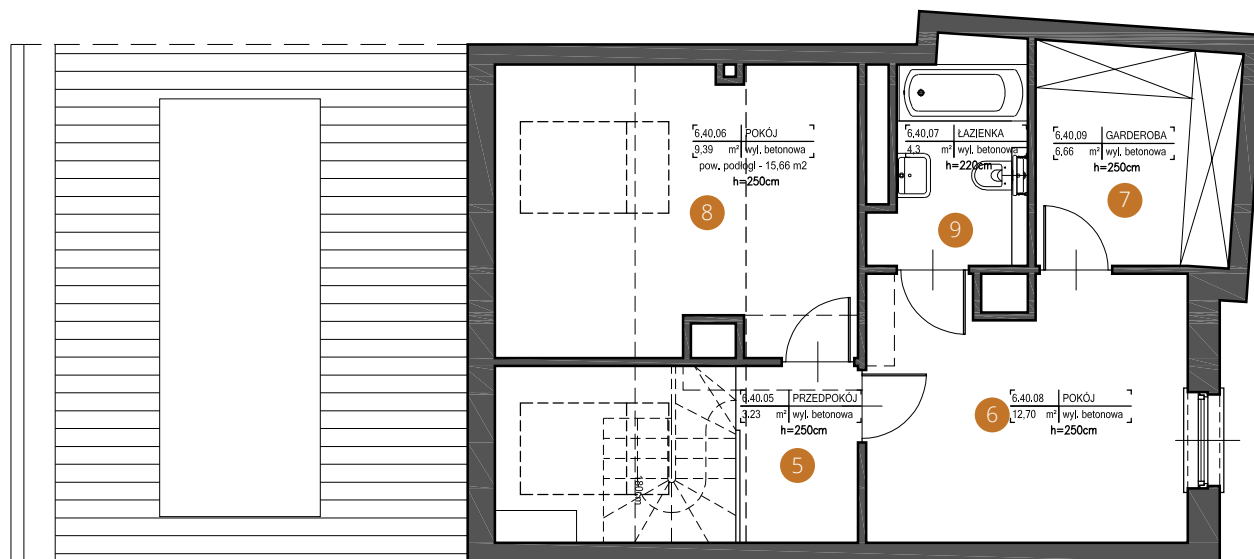 6,40,06 POKÓJ
9,39 m² wyl. betonowa
pow. podłogi - 15,66 m2
h=250cm
8
6,40,07 ŁAZIENKA
4,3 m² wyl. betonowa
h=220cm
9
6,40,09 GARDEROBA
6,66 m² wyl. betonowa
h=250cm
7
6.40.05 PRZEDPOKÓJ
3,23 m² wyl. betonowa
h=250cm
5
180cm
6.40.08 POKÓJ
12,70 m² wyl. betonowa
h=250cm
6